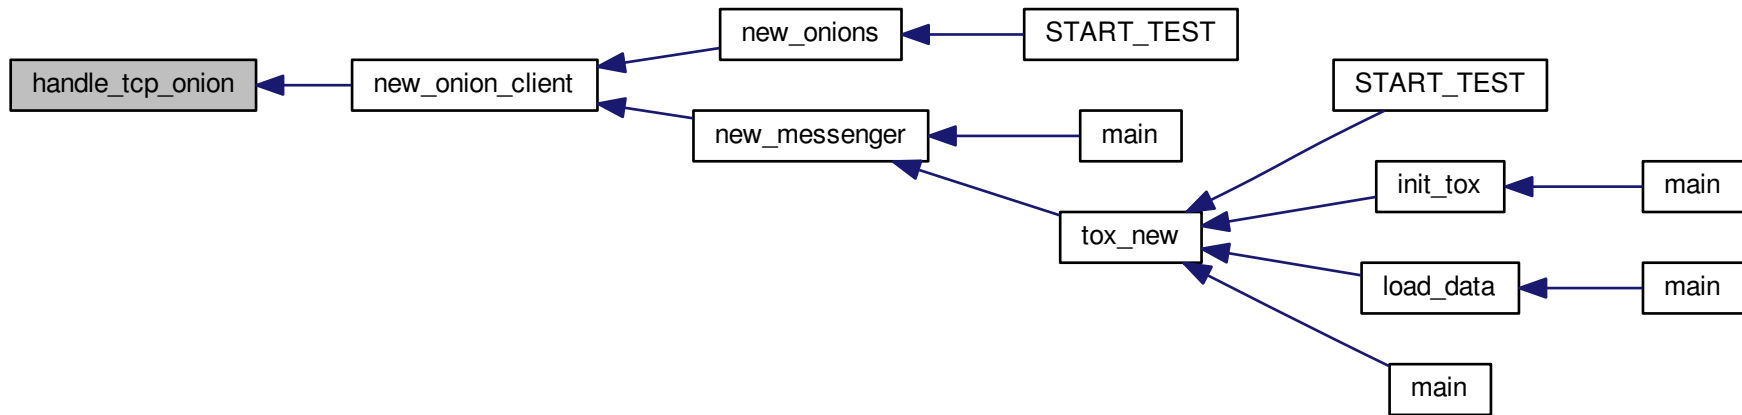 new_onions
START_TEST
handle_tcp_onion
new_onion_client
START_TEST
new_messenger
main
init_tox
main
tox_new
load_data
main
main